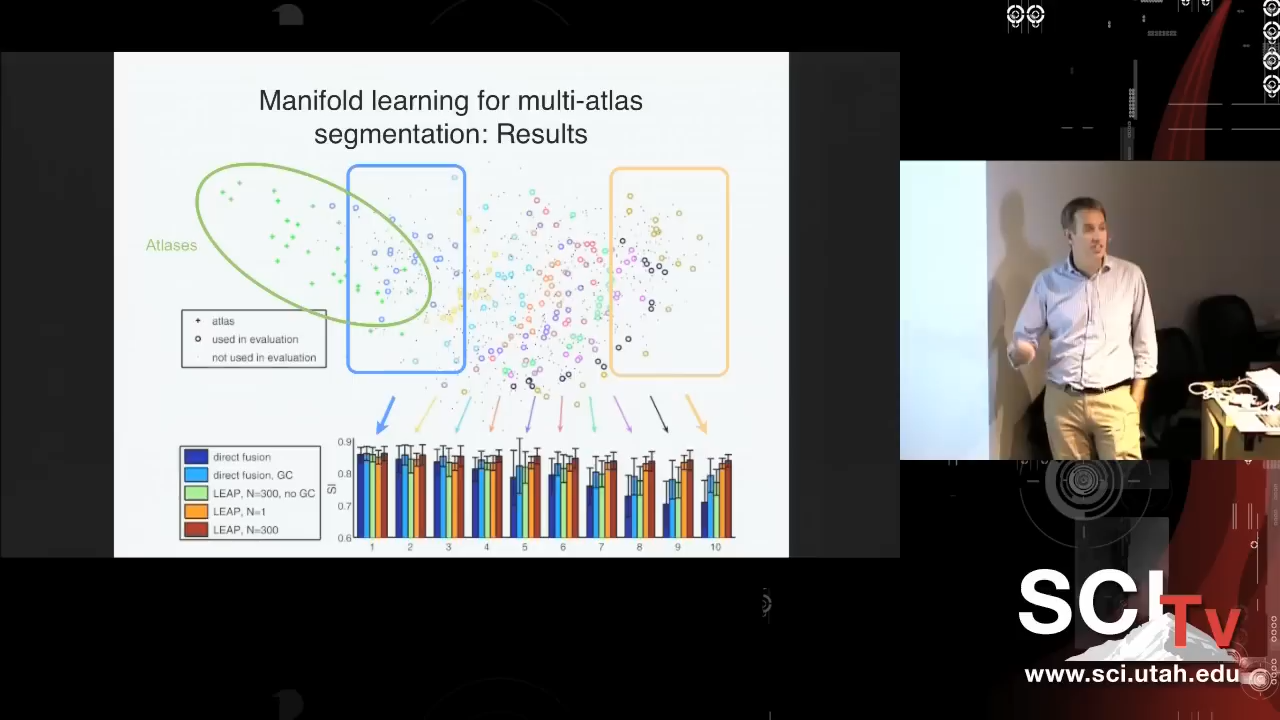 Manifold learning for multi-atlas
segmentation: Results
Atlases
atlas
used in evaluation
not used in evaluation
direct fusion
direct fusion, GC
LEAP, N=300, no GC
LEAP, N=1
LEAP, N=300
SI
0.9
0.8
0.7
0.6
1 2 3 4 5 6 7 8 9 10
SCI
TV
www.sci.utah.edu